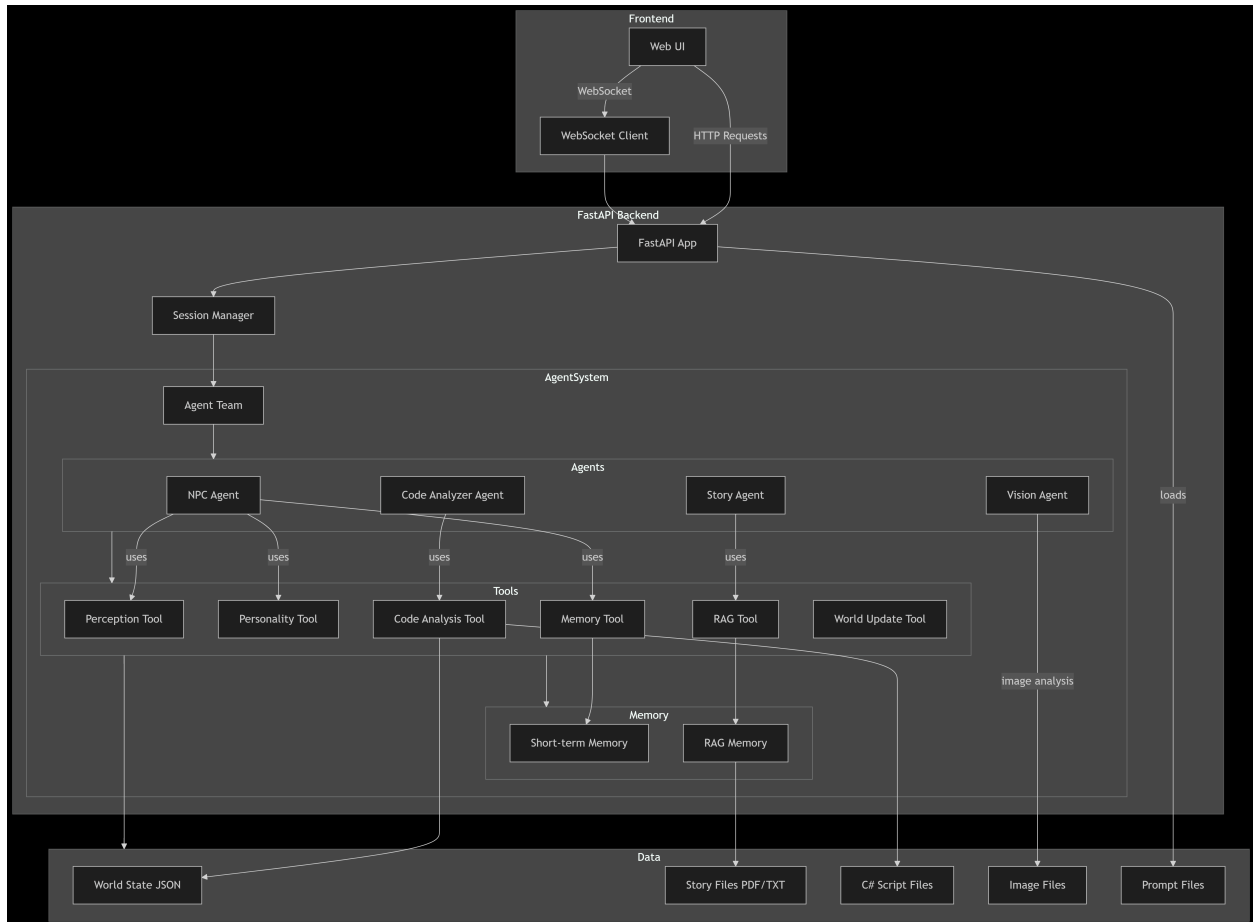 Frontend
Web UI
WebSocket
WebSocket Client
HTTP Requests
FastAPI Backend
FastAPI App
Session Manager
AgentSystem
Agent Team
Agents
NPC Agent
Code Analyzer Agent
Story Agent
Vision Agent
loads
uses
uses
uses
uses
uses
Tools
Perception Tool
Personality Tool
Code Analysis Tool
Memory Tool
RAG Tool
World Update Tool
image analysis
Memory
Short-term Memory
RAG Memory
Data
World State JSON
Story Files PDF/TXT
C# Script Files
Image Files
Prompt Files